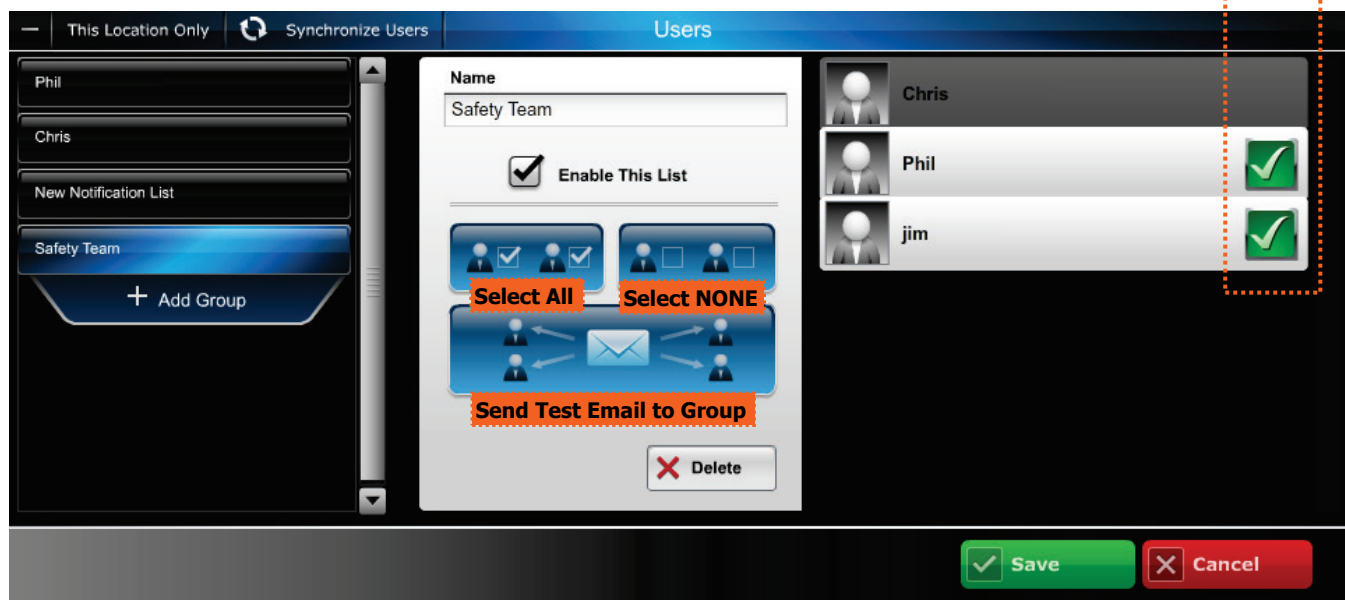 This Location Only
Synchronize Users
Users
Phil
Chris
New Notification List
Safety Team
+ Add Group
Name
Safety Team
Enable This List
Select All
Select NONE
Send Test Email to Group
Delete
Chris
Phil
jim
Save
Cancel